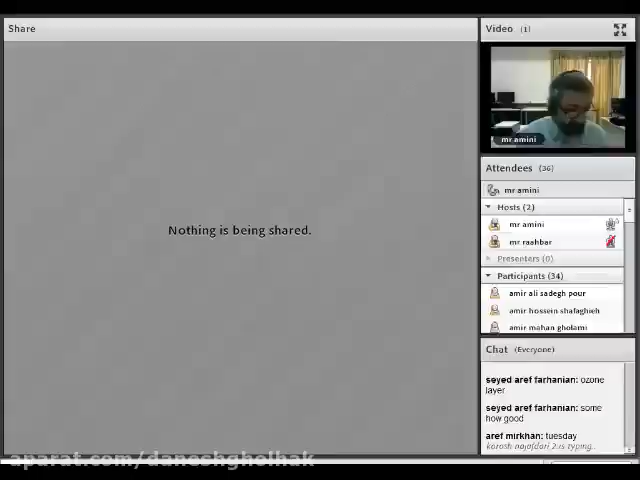 Share
Nothing is being shared.
Video (1)
mr amini
Attendees (36)
mr amini
Hosts (2)
mr amini
mr raahbar
Presenters (0)
Participants (34)
amir ali sadegh pour
amir hossein shafaghieh
amir mahan gholami
Chat (Everyone)
seyed aref farhanian: ozone
layer
seyed aref farhanian: some
how good
aref mirkhan: tuesday
is typing..
aparat.com/daneshgholhak